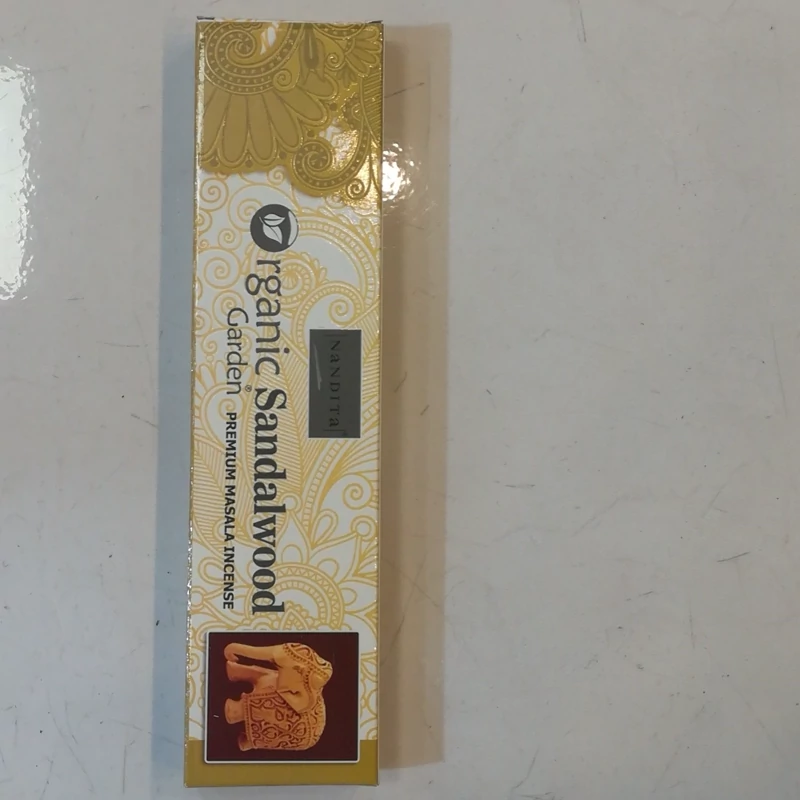 NaNDITa
Organic Sandalwood
Garden® PREMIUM MASALA INCENSE